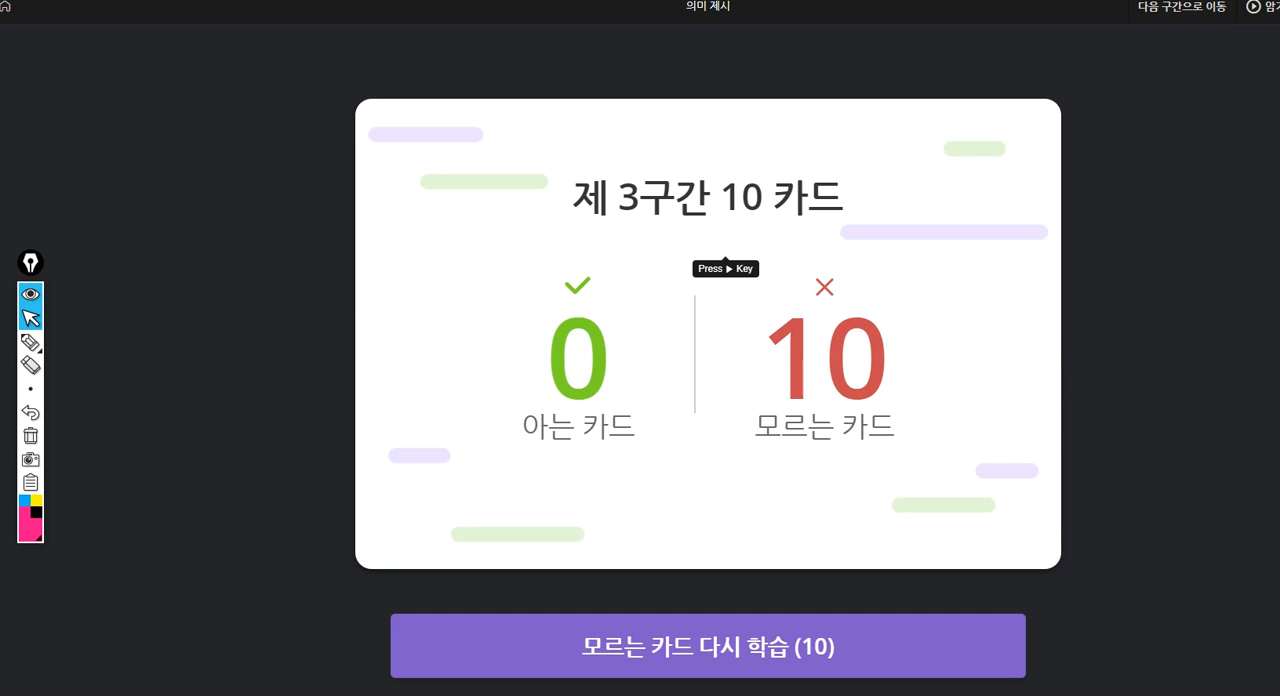 의미 제시
다음 구간으로 이동
제 3구간 10 카드
Press ▶ Key
0
10
아는 카드
모르는 카드
모르는 카드 다시 학습 (10)